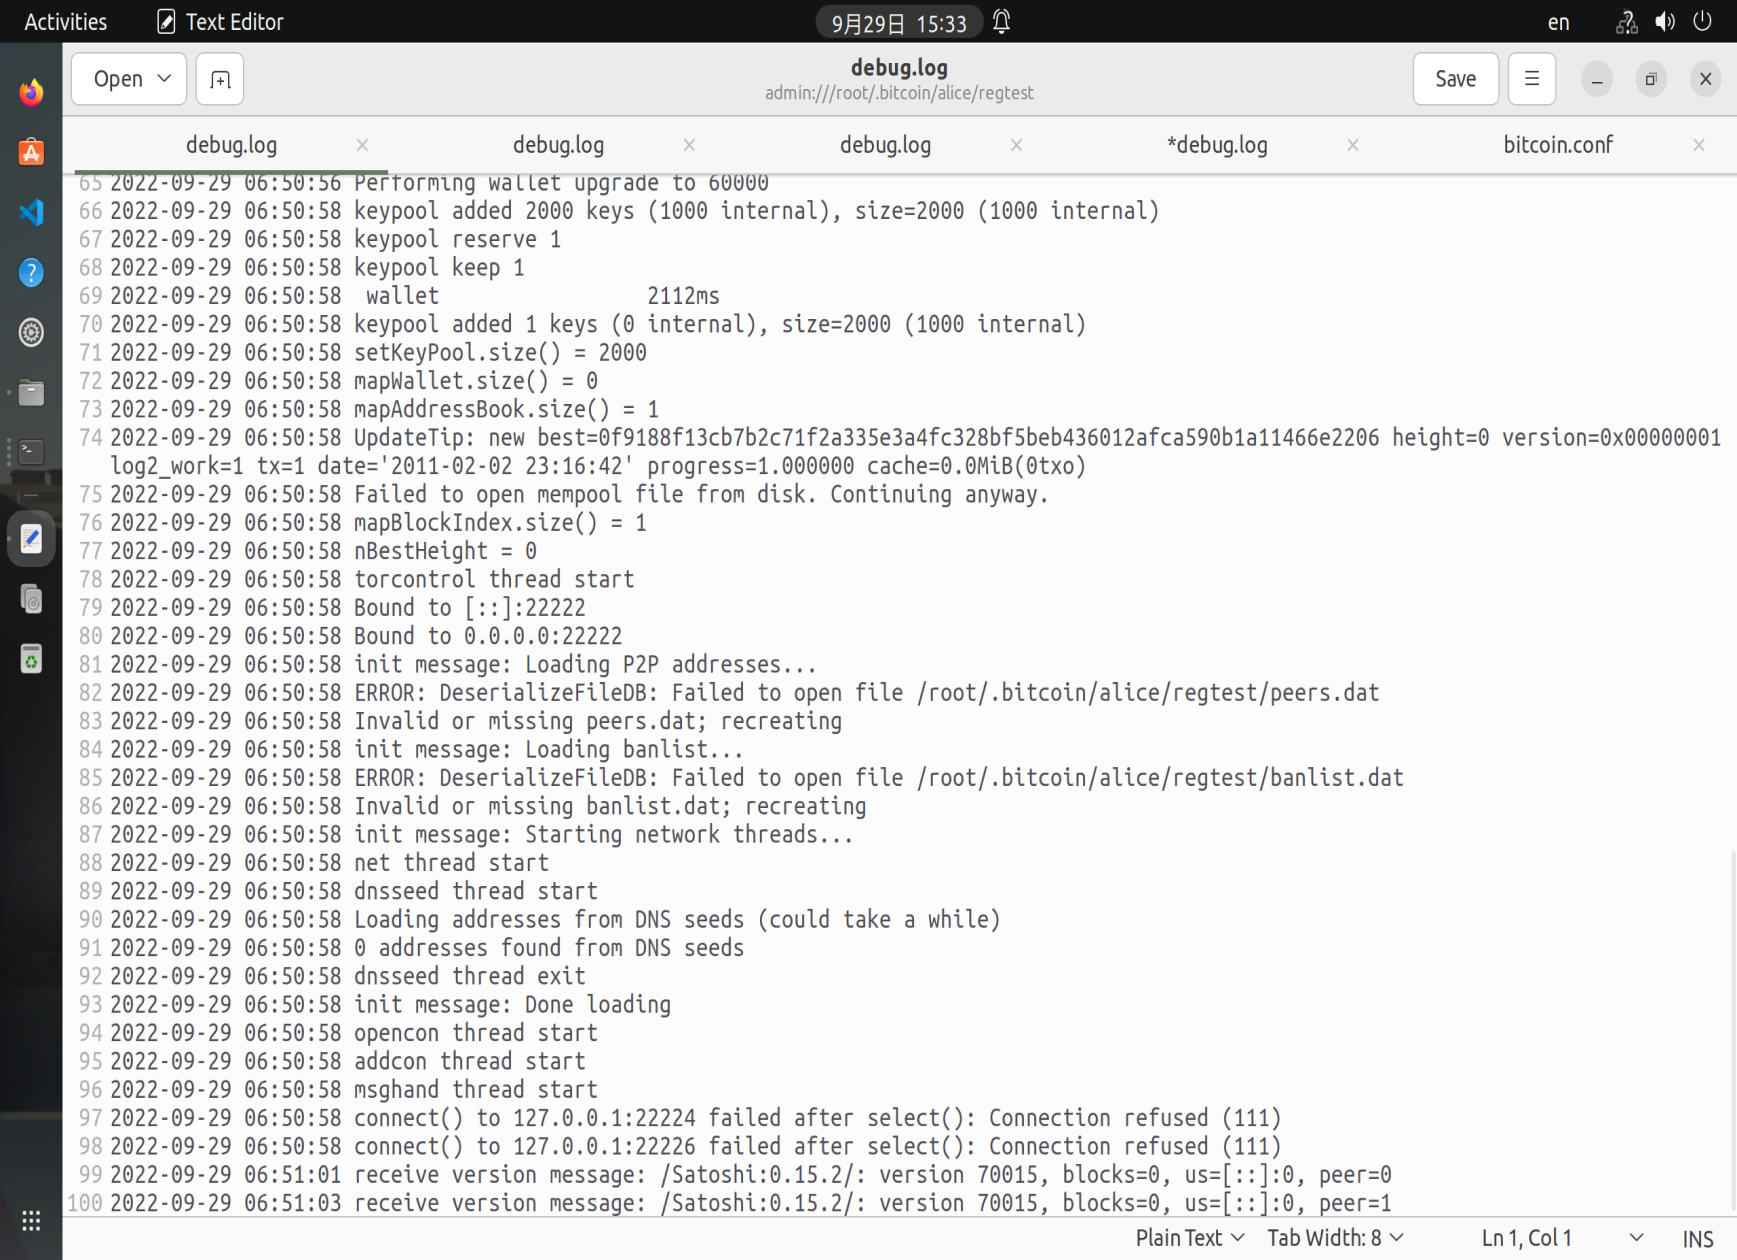 Activities Text Editor 9月29日 15:33 en
Open debug.log Save
admin:///root/.bitcoin/alice/regtest
debug.log debug.log debug.log *debug.log bitcoin.conf
65 2022-09-29 06:50:56 Performing wallet upgrade to 60000
66 2022-09-29 06:50:58 keypool added 2000 keys (1000 internal), size=2000 (1000 internal)
67 2022-09-29 06:50:58 keypool reserve 1
68 2022-09-29 06:50:58 keypool keep 1
69 2022-09-29 06:50:58  wallet                 2112ms
70 2022-09-29 06:50:58 keypool added 1 keys (0 internal), size=2000 (1000 internal)
71 2022-09-29 06:50:58 setKeyPool.size() = 2000
72 2022-09-29 06:50:58 mapWallet.size() = 0
73 2022-09-29 06:50:58 mapAddressBook.size() = 1
74 2022-09-29 06:50:58 UpdateTip: new best=0f9188f13cb7b2c71f2a335e3a4fc328bf5beb436012afca590b1a11466e2206 height=0 version=0x00000001
log2_work=1 tx=1 date='2011-02-02 23:16:42' progress=1.000000 cache=0.0MiB(0txo)
75 2022-09-29 06:50:58 Failed to open mempool file from disk. Continuing anyway.
76 2022-09-29 06:50:58 mapBlockIndex.size() = 1
77 2022-09-29 06:50:58 nBestHeight = 0
78 2022-09-29 06:50:58 torcontrol thread start
79 2022-09-29 06:50:58 Bound to [::]:22222
80 2022-09-29 06:50:58 Bound to 0.0.0.0:22222
81 2022-09-29 06:50:58 init message: Loading P2P addresses...
82 2022-09-29 06:50:58 ERROR: DeserializeFileDB: Failed to open file /root/.bitcoin/alice/regtest/peers.dat
83 2022-09-29 06:50:58 Invalid or missing peers.dat; recreating
84 2022-09-29 06:50:58 init message: Loading banlist...
85 2022-09-29 06:50:58 ERROR: DeserializeFileDB: Failed to open file /root/.bitcoin/alice/regtest/banlist.dat
86 2022-09-29 06:50:58 Invalid or missing banlist.dat; recreating
87 2022-09-29 06:50:58 init message: Starting network threads...
88 2022-09-29 06:50:58 net thread start
89 2022-09-29 06:50:58 dnsseed thread start
90 2022-09-29 06:50:58 Loading addresses from DNS seeds (could take a while)
91 2022-09-29 06:50:58 0 addresses found from DNS seeds
92 2022-09-29 06:50:58 dnsseed thread exit
93 2022-09-29 06:50:58 init message: Done loading
94 2022-09-29 06:50:58 opencon thread start
95 2022-09-29 06:50:58 addcon thread start
96 2022-09-29 06:50:58 msghand thread start
97 2022-09-29 06:50:58 connect() to 127.0.0.1:22224 failed after select(): Connection refused (111)
98 2022-09-29 06:50:58 connect() to 127.0.0.1:22226 failed after select(): Connection refused (111)
99 2022-09-29 06:51:01 receive version message: /Satoshi:0.15.2/: version 70015, blocks=0, us=[::]:0, peer=0
100 2022-09-29 06:51:03 receive version message: /Satoshi:0.15.2/: version 70015, blocks=0, us=[::]:0, peer=1
Plain Text Tab Width: 8 Ln 1, Col 1 INS